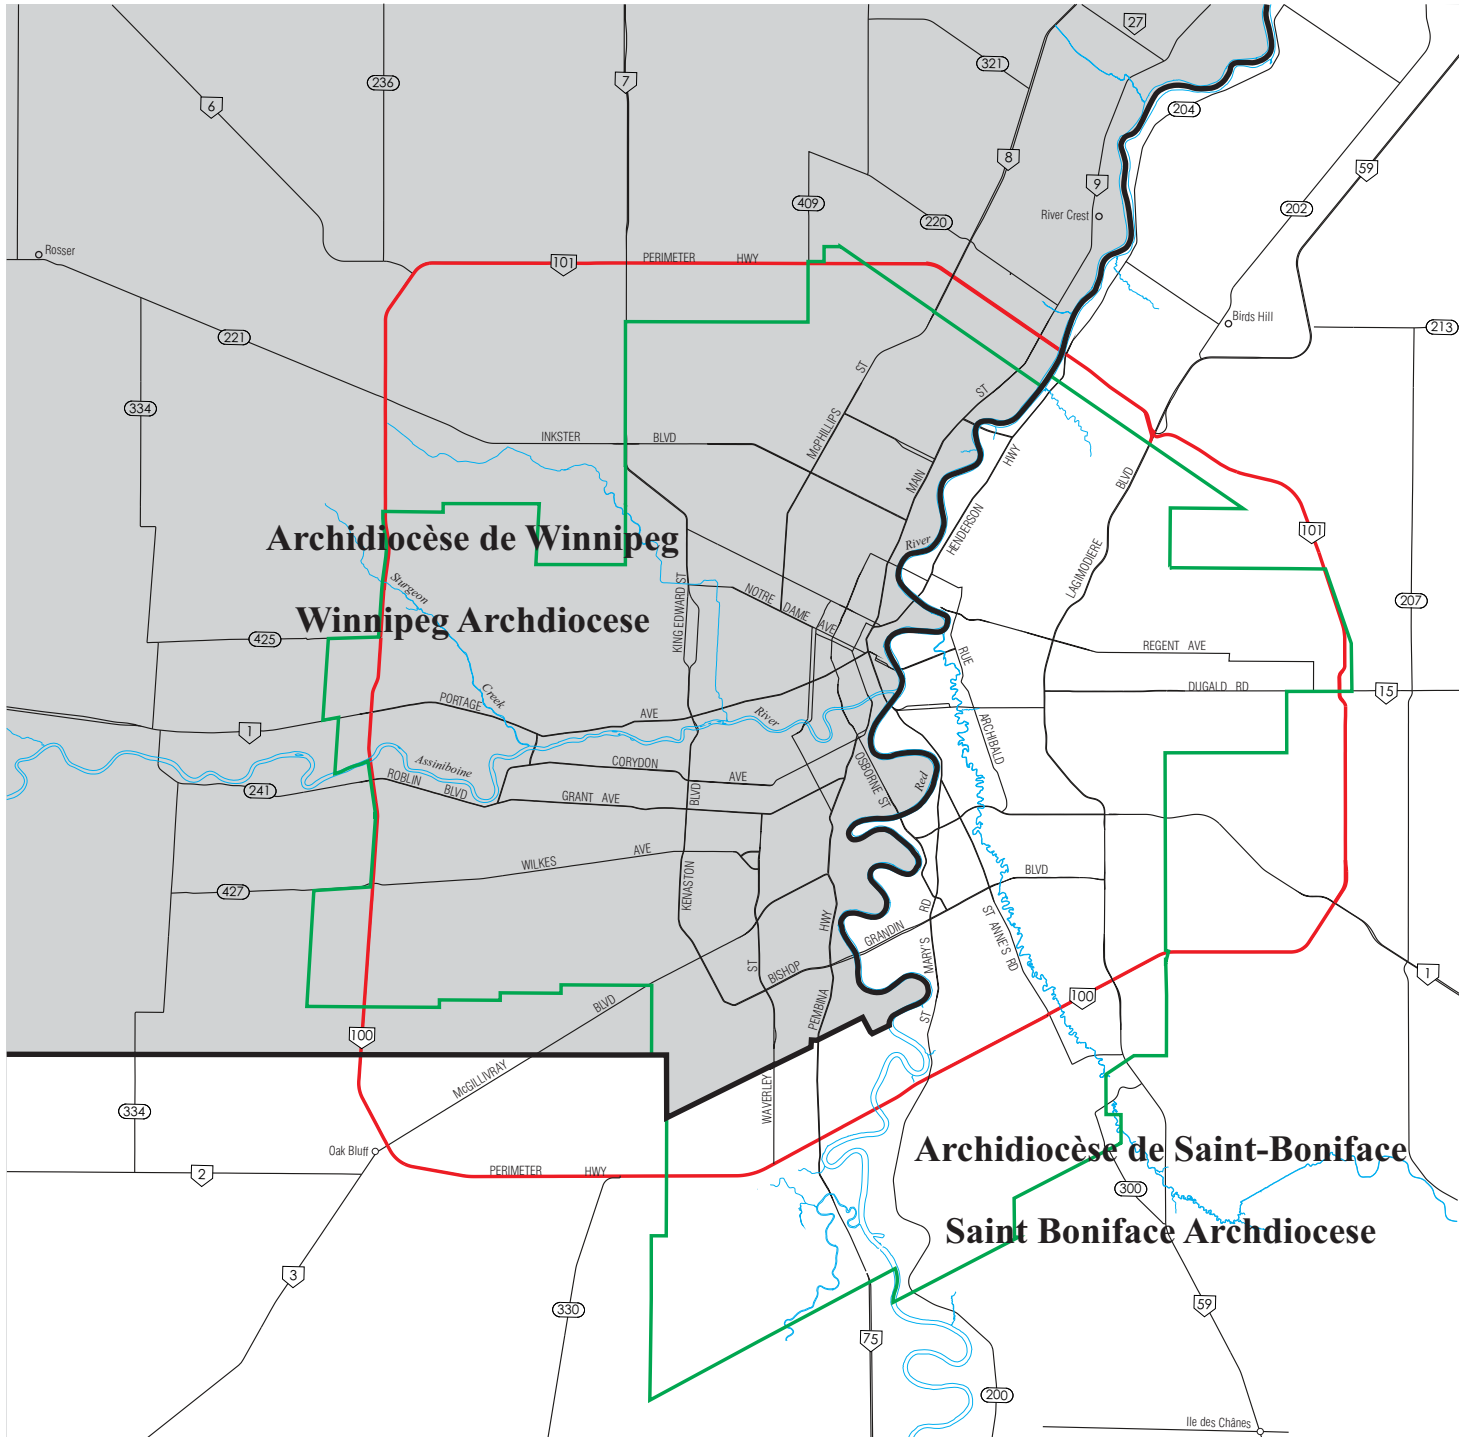 27
321
236
7
6
204
8
59
9
409
202
River Crest
220
Rosser
101
PERIMETER HWY
Birds Hill
213
221
ST
McPHILLIPS
ST
334
INKSTER BLVD
HWY
MAIN
BLVD
HENDERSON
101
Archidiocèse de Winnipeg
River
LAGIMODIERE
Sturgeon
207
NOTRE DAME AVE
KING EDWARD ST
Winnipeg Archdiocese
425
REGENT AVE
RUE
ARCHIBALD
DUGALD RD
15
Creek
PORTAGE AVE
River
1
Assiniboine
CORYDON AVE
OSBORNE ST
Red
ROBLIN BLVD
241
GRANT AVE
BLVD
KENASTON
WILKES AVE
BLVD
427
RD
ST ANNE'S RD
HWY
GRANDIN
BISHOP
MARY'S
ST
ST
1
BLVD
PEMBINA
100
100
McGILLIVRAY
WAVERLEY
334
Oak Bluff
Archidiocèse de Saint-Boniface
2
PERIMETER HWY
300
Saint Boniface Archdiocese
3
330
59
75
200
Ile des Chânes